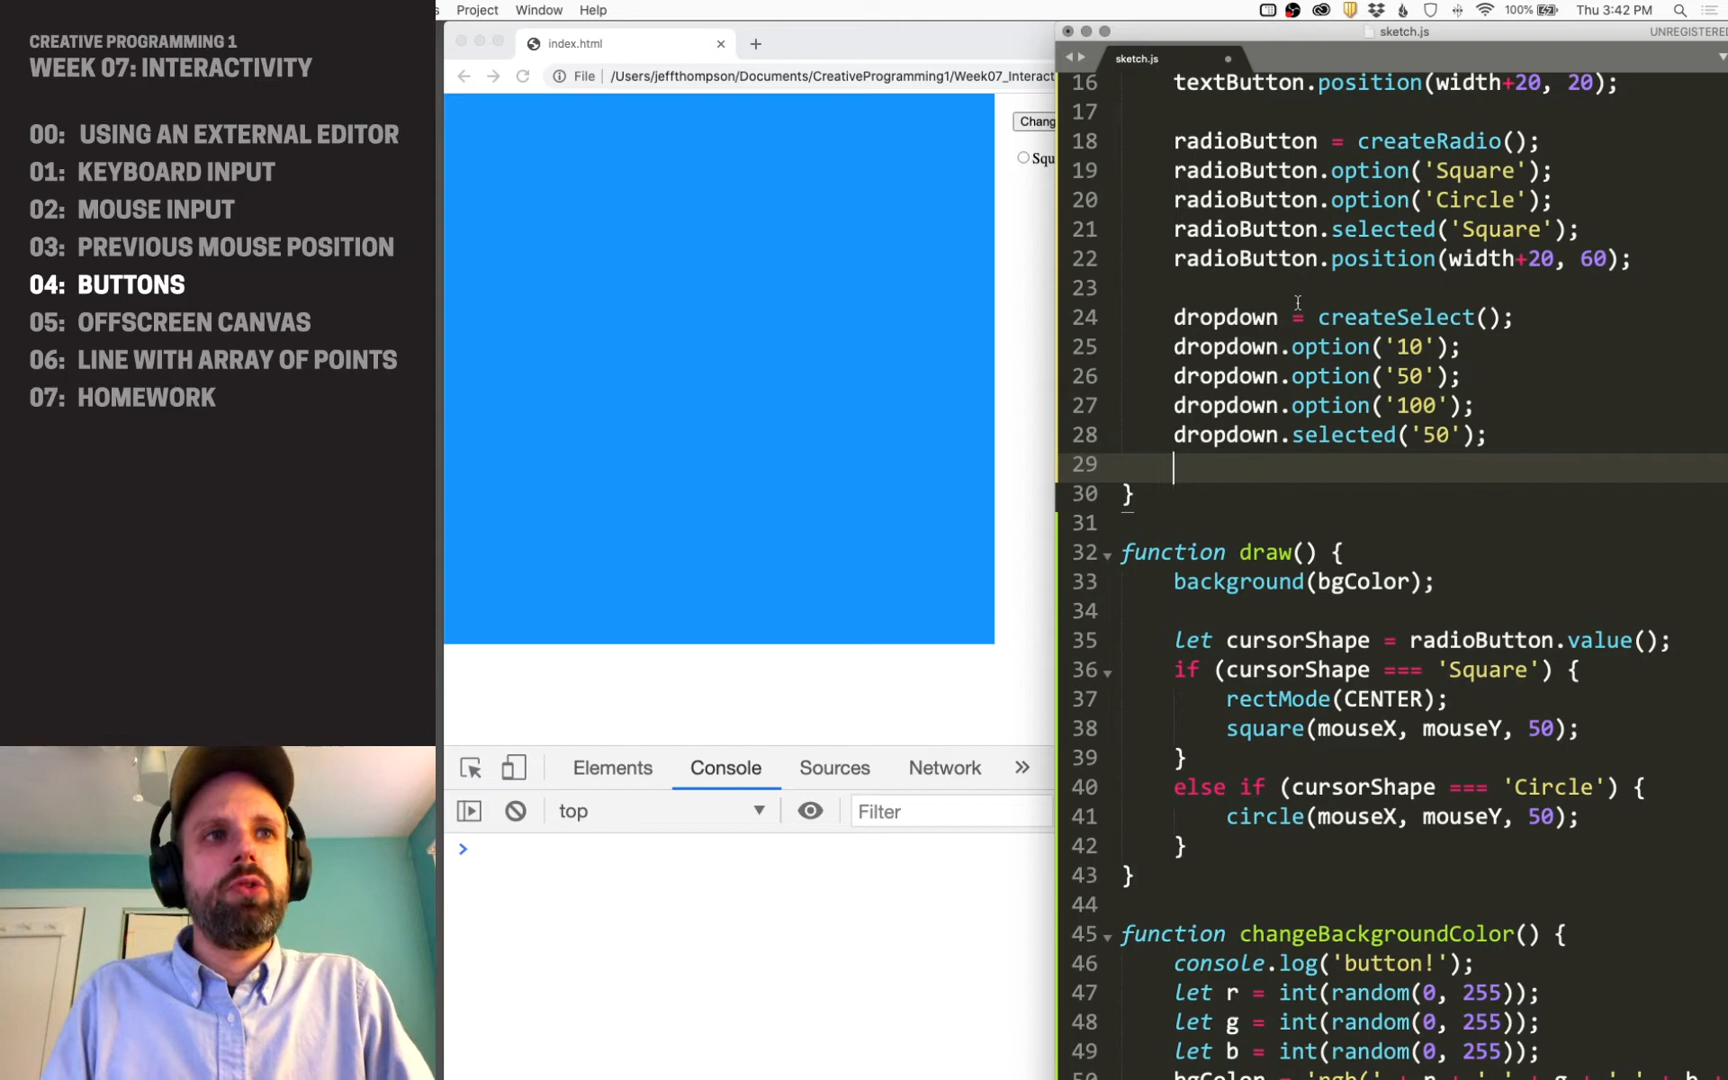 CREATIVE PROGRAMMING 1
WEEK 07: INTERACTIVITY
00: USING AN EXTERNAL EDITOR
01: KEYBOARD INPUT
02: MOUSE INPUT
03: PREVIOUS MOUSE POSITION
04: BUTTONS
05: OFFSCREEN CANVAS
06: LINE WITH ARRAY OF POINTS
07: HOMEWORK
Project Window Help
100% Thu 3:42 PM
index.html
File /Users/jeffthompson/Documents/CreativeProgramming1/Week07_Interact
Chang
Squ
Elements Console Sources Network
top Filter
sketch.js UNREGISTERED
sketch.js
16 textButton.position(width+20, 20);
17
18 radioButton = createRadio();
19 radioButton.option('Square');
20 radioButton.option('Circle');
21 radioButton.selected('Square');
22 radioButton.position(width+20, 60);
23
24 dropdown = createSelect();
25 dropdown.option('10');
26 dropdown.option('50');
27 dropdown.option('100');
28 dropdown.selected('50');
29
30 }
31
32 function draw() {
33 background(bgColor);
34
35 let cursorShape = radioButton.value();
36 if (cursorShape === 'Square') {
37 rectMode(CENTER);
38 square(mouseX, mouseY, 50);
39 }
40 else if (cursorShape === 'Circle') {
41 circle(mouseX, mouseY, 50);
42 }
43 }
44
45 function changeBackgroundColor() {
46 console.log('button!');
47 let r = int(random(0, 255));
48 let g = int(random(0, 255));
49 let b = int(random(0, 255));